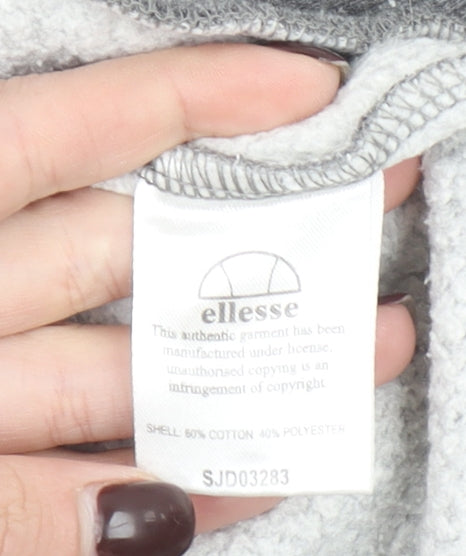 ellesse
This authentic garment has been
manufactured under license,
unauthorised copying is an
infringement of copyright
SHELL: 60% COTTON 40% POLYESTER
SJD03283